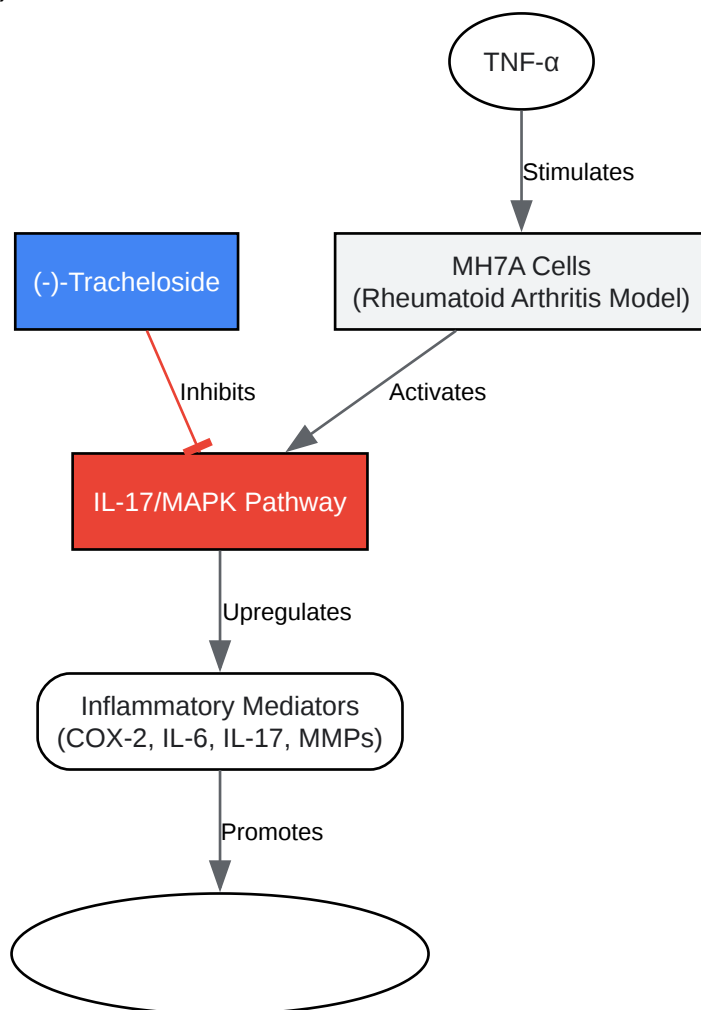 TNF-α
Stimulates
(-)-Tracheloside
MH7A Cells
(Rheumatoid Arthritis Model)
Inhibits
Activates
IL-17/MAPK Pathway
Upregulates
Inflammatory Mediators
(COX-2, IL-6, IL-17, MMPs)
Promotes